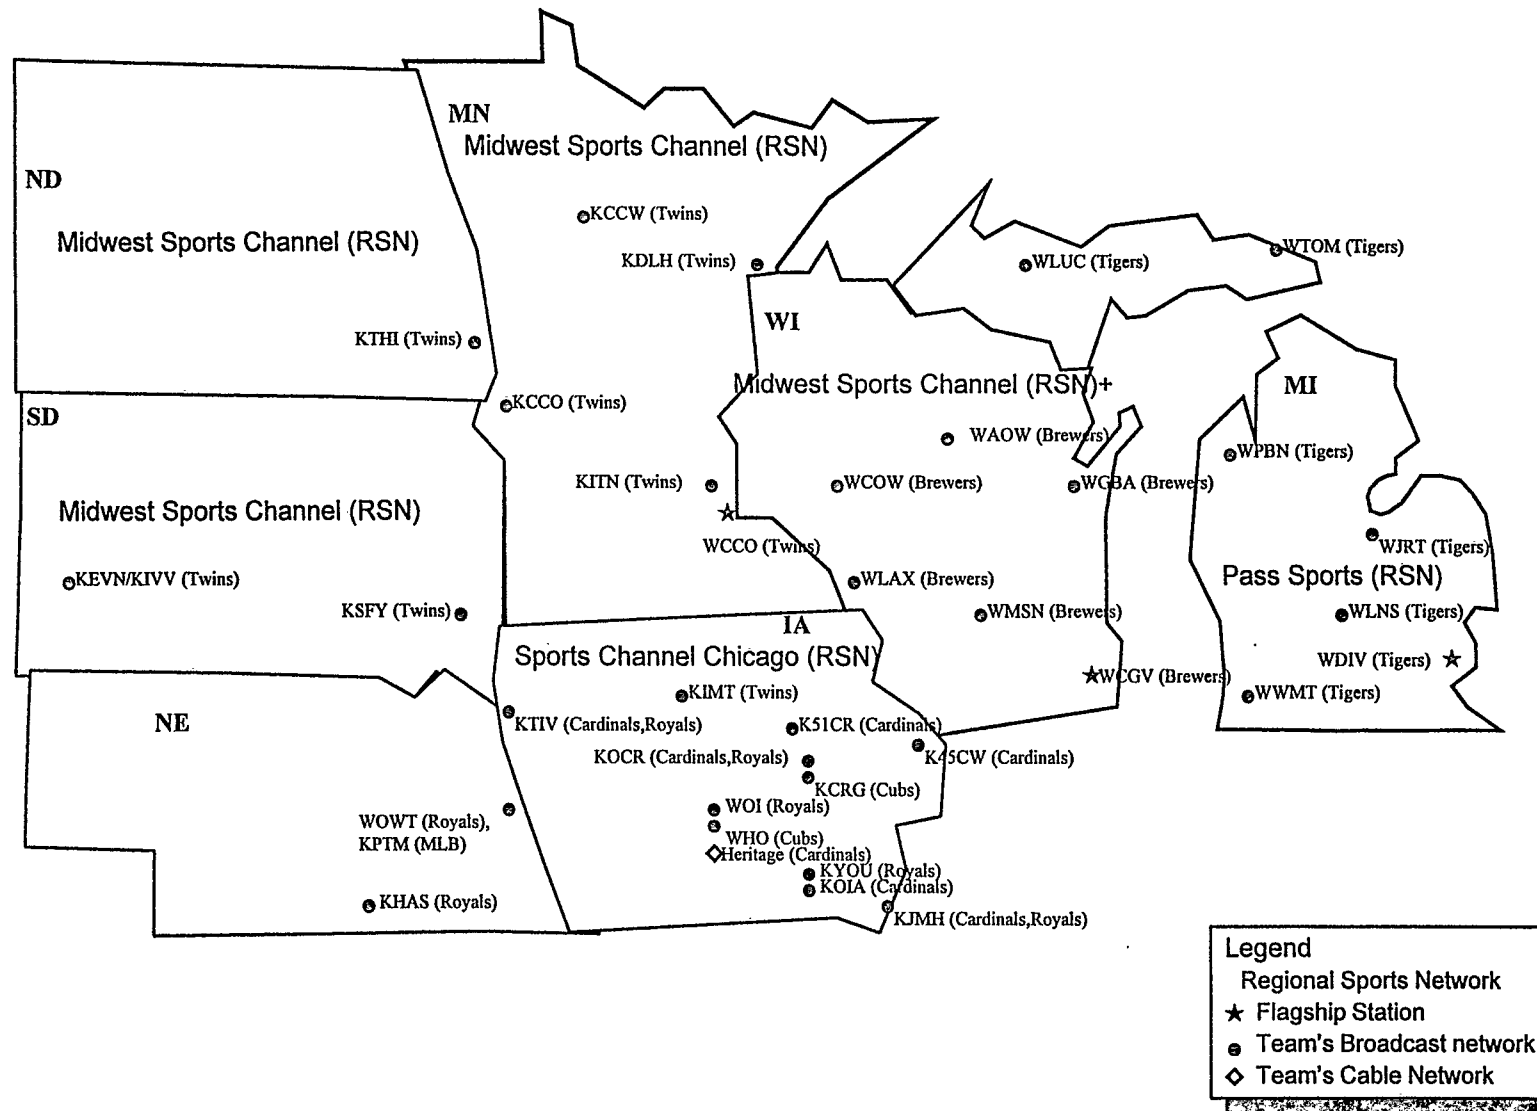 MN
Midwest Sports Channel (RSN)
ND
KCCW (Twins)
Midwest Sports Channel (RSN)
KDLH (Twins)
WLUC (Tigers)
WTOM (Tigers)
WI
KTHI (Twins)
Midwest Sports Channel (RSN)+
MI
SD
KCCO (Twins)
WAOW (Brewers)
WPBN (Tigers)
KITN (Twins)
WCOW (Brewers)
WGBA (Brewers)
Midwest Sports Channel (RSN)
WCCO (Twins)
WJRT (Tigers)
KEVN/KIVV (Twins)
WLAX (Brewers)
Pass Sports (RSN)
KSFY (Twins)
WMSN (Brewers)
WLNS (Tigers)
IA
Sports Channel Chicago (RSN)
WDIV (Tigers)
WCGV (Brewers)
KIMT (Twins)
WWMT (Tigers)
NE
KTIV (Cardinals,Royals)
K51CR (Cardinals)
KOCR (Cardinals,Royals)
K45CW (Cardinals)
KCRG (Cubs)
WOI (Royals)
WOWT (Royals),
KPTM (MLB)
WHO (Cubs)
Heritage (Cardinals)
KYOU (Royals)
KOIA (Cardinals)
KHAS (Royals)
KJMH (Cardinals,Royals)
Legend
Regional Sports Network
Flagship Station
Team's Broadcast network
Team's Cable Network